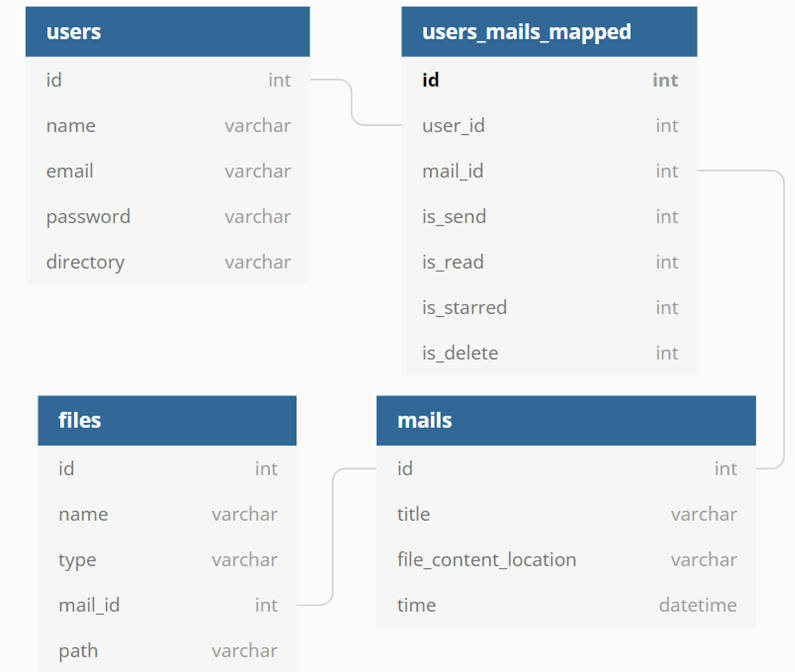 users
id int
name varchar
email varchar
password varchar
directory varchar
users_mails_mapped
id int
user_id int
mail_id int
is_send int
is_read int
is_starred int
is_delete int
files
id int
name varchar
type varchar
mail_id int
path varchar
mails
id int
title varchar
file_content_location varchar
time datetime